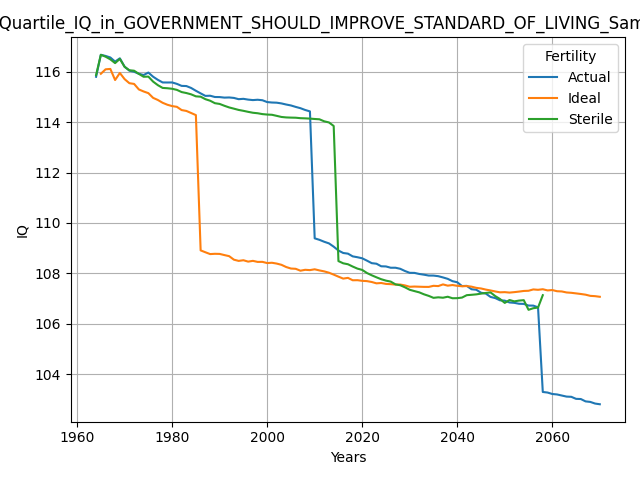 Quartile_IQ_in_GOVERNMENT_SHOULD_IMPROVE_STANDARD_OF_LIVING_Sam
Fertility
Actual
Ideal
Sterile
116
114
112
110
108
106
104
IQ
1960
1980
2000
2020
2040
2060
Years